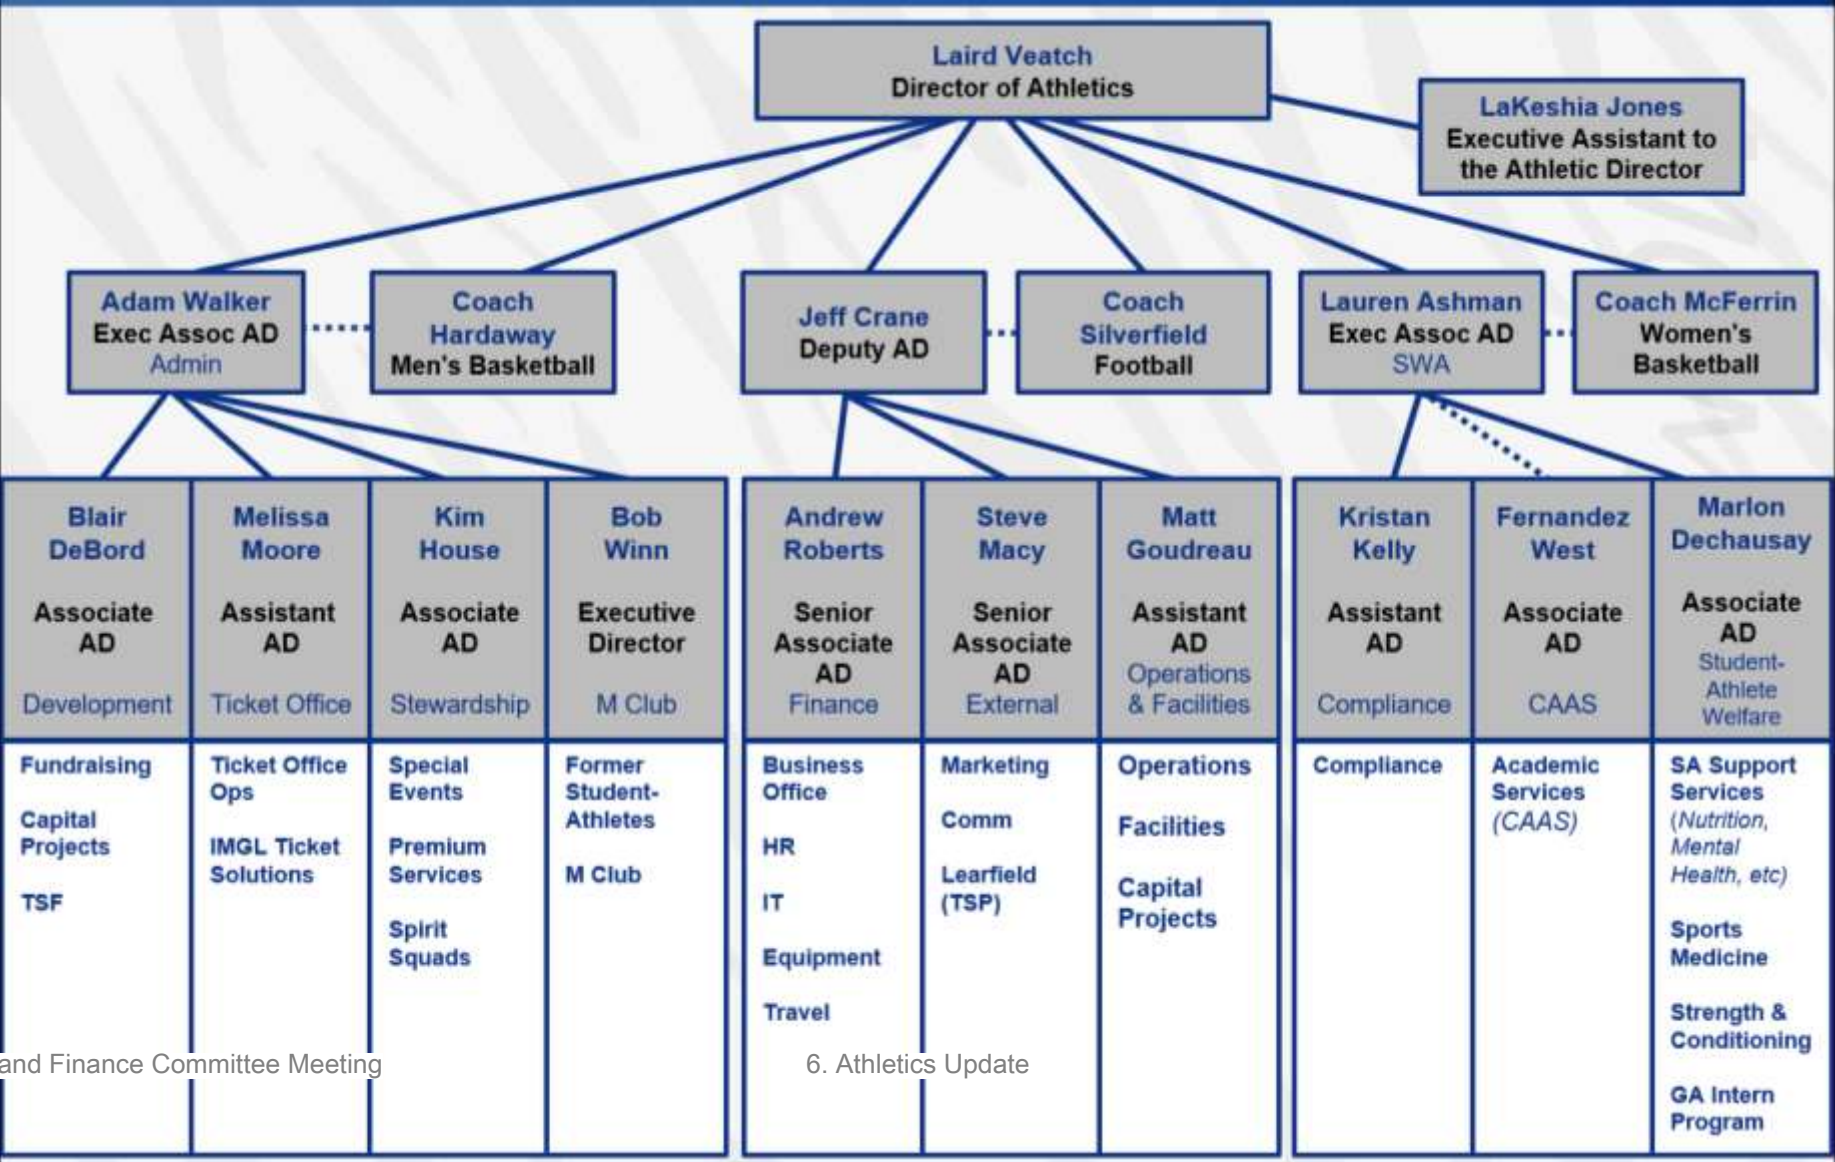 Laird Veatch
Director of Athletics
LaKeshia Jones
Executive Assistant to
the Athletic Director
Adam Walker
Exec Assoc AD
Admin
Coach
Hardaway
Men's Basketball
Jeff Crane
Deputy AD
Coach
Silverfield
Football
Lauren Ashman
Exec Assoc AD
SWA
Coach McFerrin
Women's
Basketball
Blair
DeBord
Associate
AD
Development
Melissa
Moore
Assistant
AD
Ticket Office
Kim
House
Associate
AD
Stewardship
Bob
Winn
Executive
Director
M Club
Andrew
Roberts
Senior
Associate
AD
Finance
Steve
Macy
Senior
Associate
AD
External
Matt
Goudreau
Assistant
AD
Operations
& Facilities
Kristan
Kelly
Assistant
AD
Compliance
Fernandez
West
Associate
AD
CAAS
Marlon
Dechausay
Associate
AD
Student-
Athlete
Welfare
Fundraising
Capital
Projects
TSF
Ticket Office
Ops
IMGL Ticket
Solutions
Special
Events
Premium
Services
Spirit
Squads
Former
Student-
Athletes
M Club
Business
Office
HR
IT
Equipment
Travel
Marketing
Comm
Learfield
(TSP)
Operations
Facilities
Capital
Projects
Compliance
Academic
Services
(CAAS)
SA Support
Services
(Nutrition,
Mental
Health, etc)
Sports
Medicine
Strength &
Conditioning
GA Intern
Program
and Finance Committee Meeting
6. Athletics Update